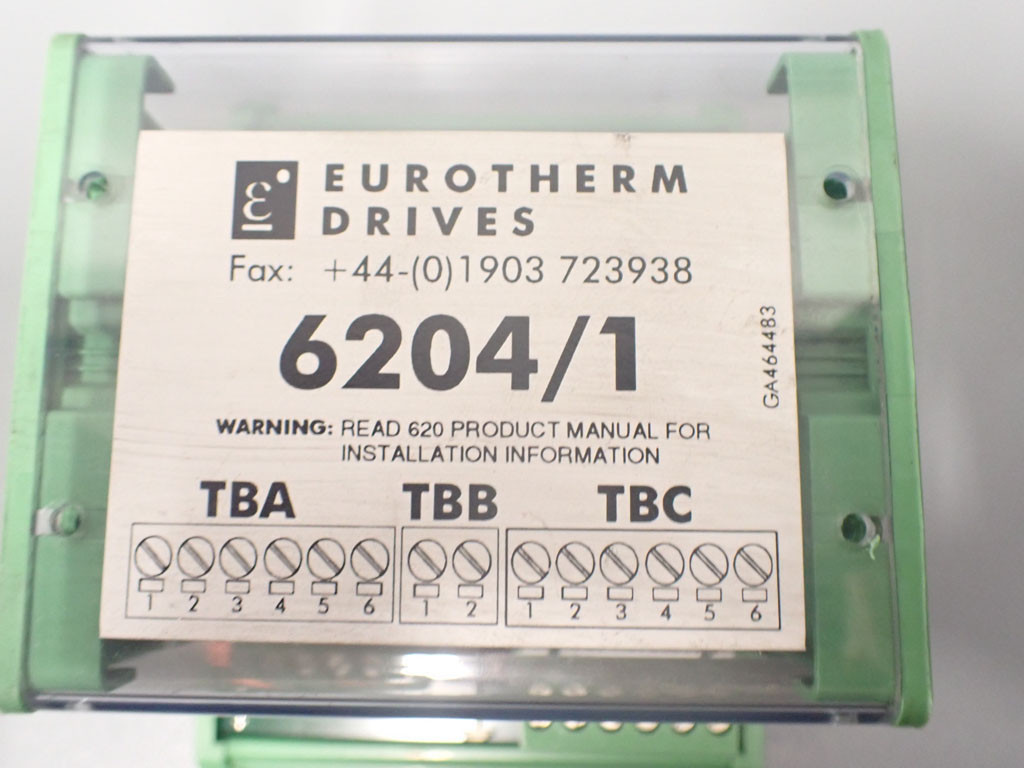 ε
EUROTHERM
DRIVES
Fax: +44-(0)1903 723938
6204/1
GA464483
WARNING: READ 620 PRODUCT MANUAL FOR
INSTALLATION INFORMATION
TBA TBB TBC
1 2 3 4 5 6 1 2 1 2 3 4 5 6